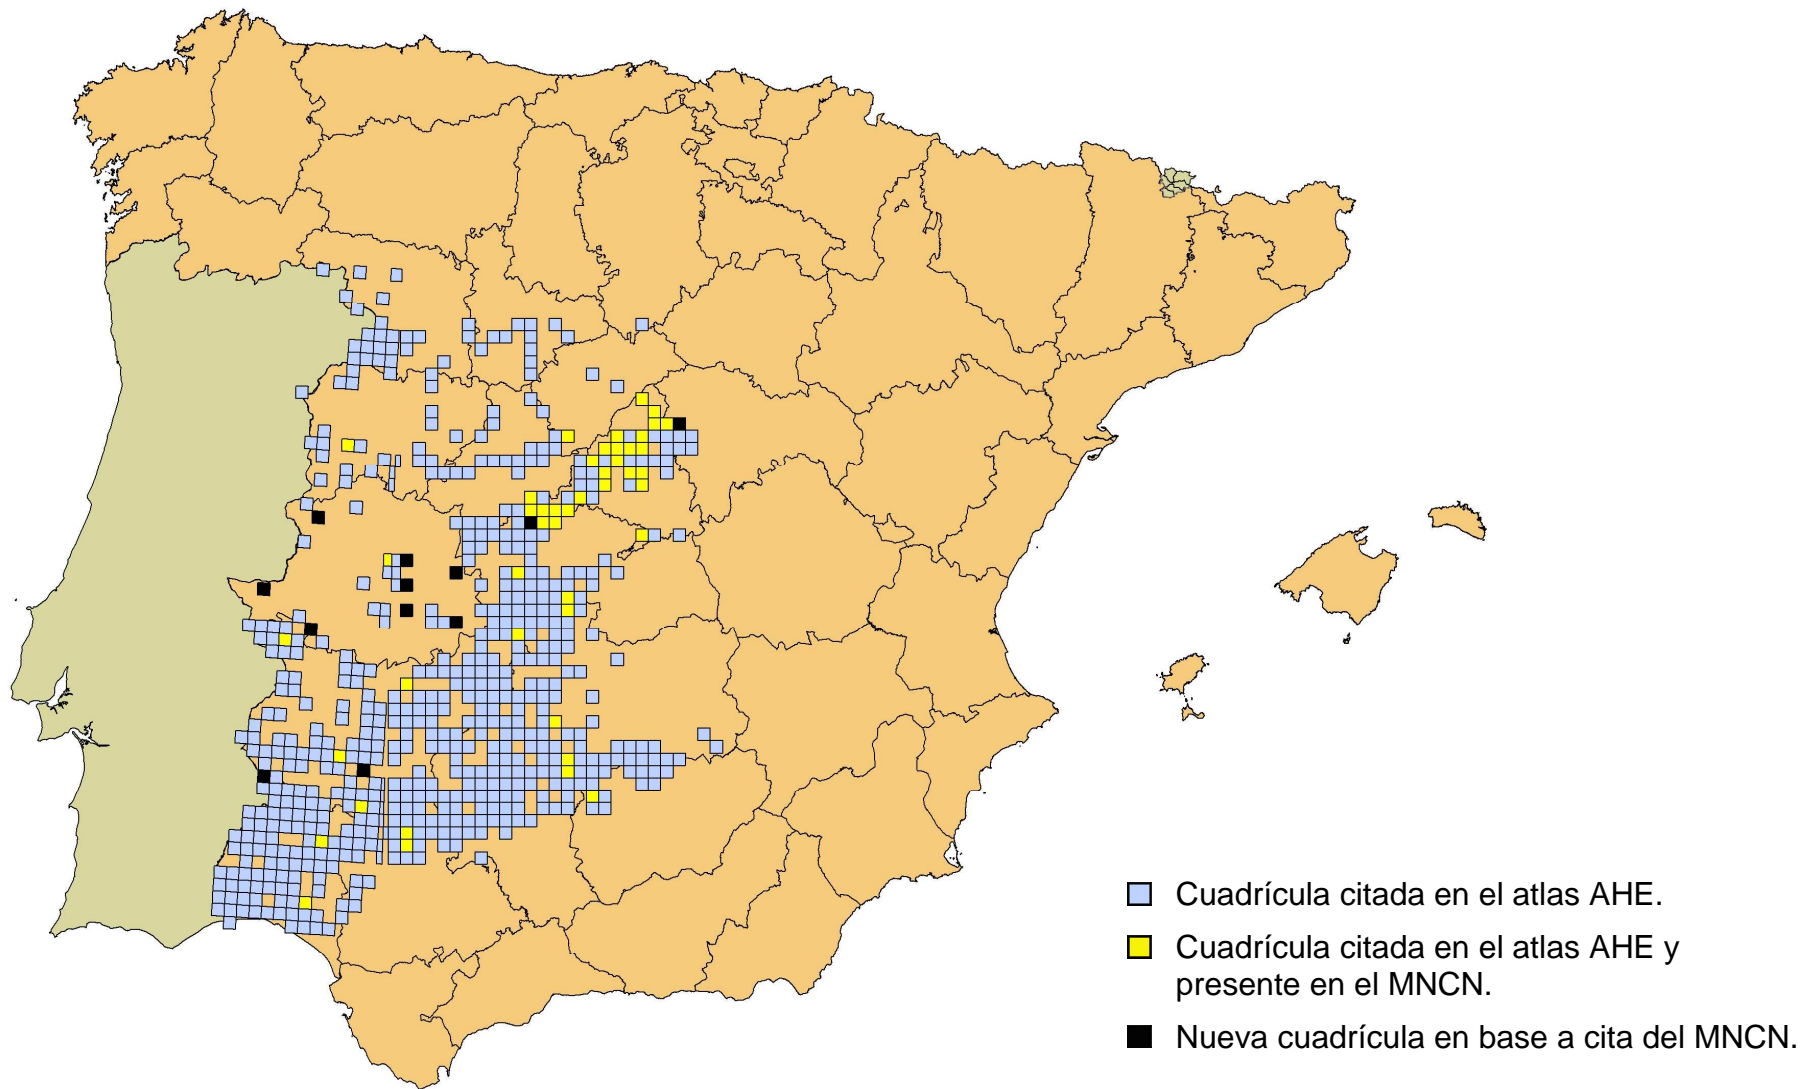 Cuadrícula citada en el atlas AHE.
Cuadrícula citada en el atlas AHE y
presente en el MNCN.
Nueva cuadrícula en base a cita del MNCN.